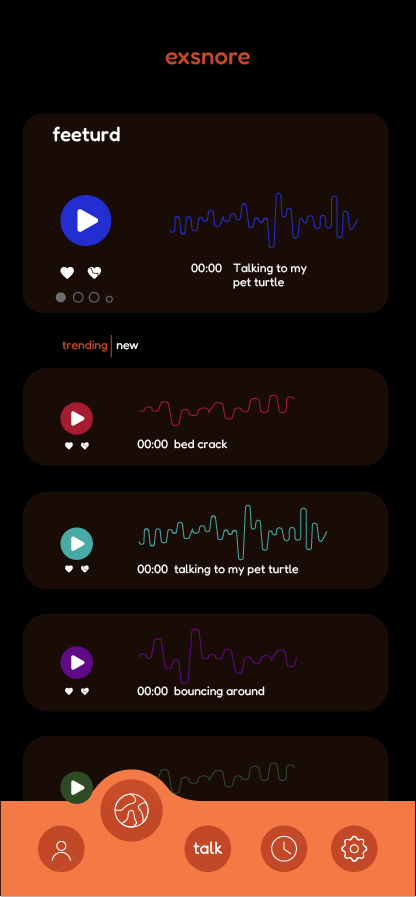 exsnore
feeturd
00:00 Talking to my
pet turtle
trending new
00:00 bed crack
00:00 talking to my pet turtle
00:00 bouncing around
talk